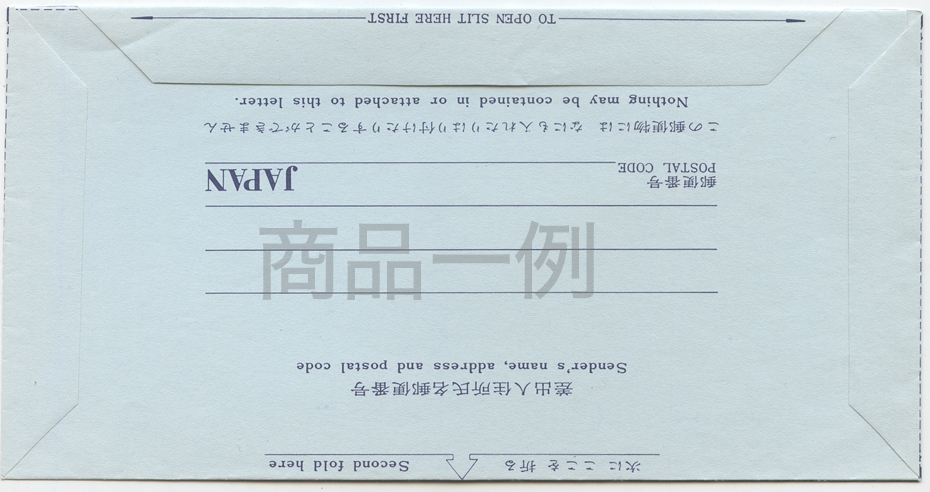 次に ここ を 折る
Second fold here
差出人住所氏名郵便番号
Sender's name, address and postal code
商品一例
郵便番号
POSTAL CODE
JAPAN
この郵便物には なにも入れたりはり付けたりすることができません
Nothing may be contained in or attached to this letter.
TO OPEN SLIT HERE FIRST